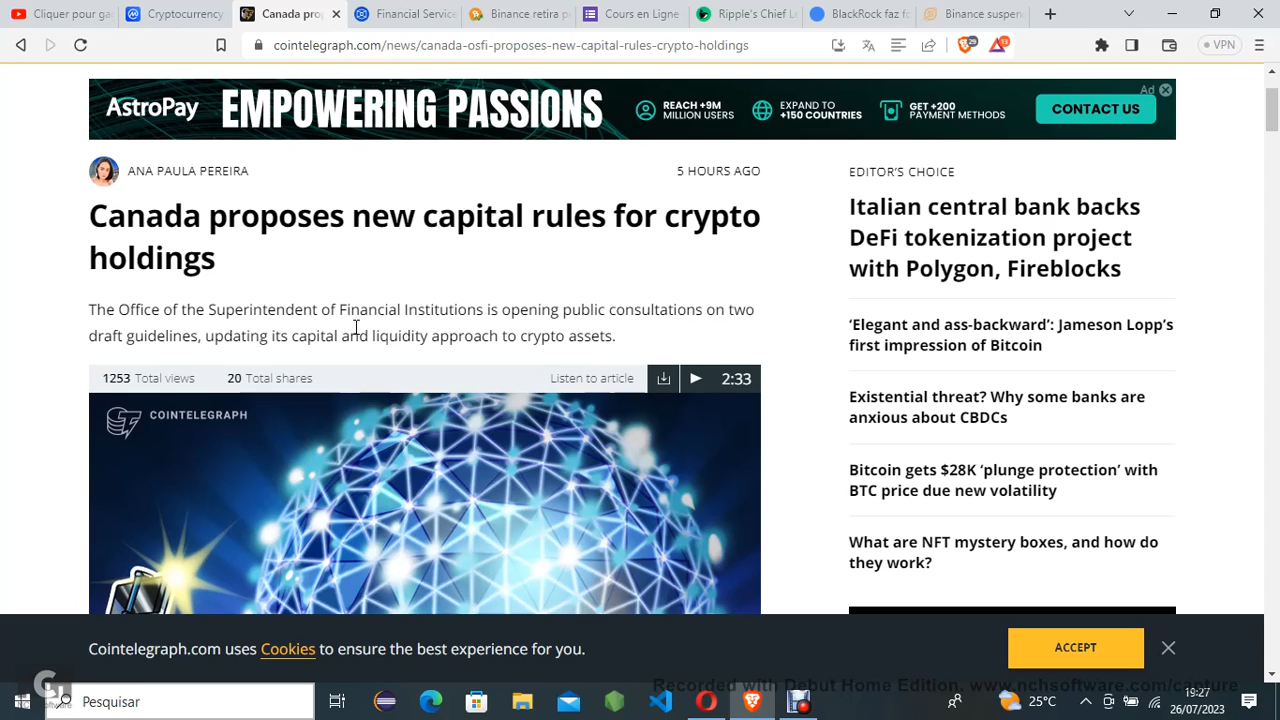 Cliquer pour gan
Cryptocurrency
Canada prop
Financial Service
Binance retira p
Cours en Ligne
Ripple's Chief L
BlackRock faz f
Binance suspen
cointelegraph.com/news/canada-osfi-proposes-new-capital-rules-crypto-holdings
29
13
VPN
Ad
AstroPay
EMPOWERING PASSIONS
REACH +9M
MILLION USERS
EXPAND TO
+150 COUNTRIES
GET +200
PAYMENT METHODS
CONTACT US
ANA PAULA PEREIRA
5 HOURS AGO
Canada proposes new capital rules for crypto
holdings
The Office of the Superintendent of Financial Institutions is opening public consultations on two
draft guidelines, updating its capital and liquidity approach to crypto assets.
1253 Total views
20 Total shares
Listen to article
2:33
COINTELEGRAPH
EDITOR'S CHOICE
Italian central bank backs
DeFi tokenization project
with Polygon, Fireblocks
‘Elegant and ass-backward’: Jameson Lopp’s
first impression of Bitcoin
Existential threat? Why some banks are
anxious about CBDCs
Bitcoin gets $28K ‘plunge protection’ with
BTC price due new volatility
What are NFT mystery boxes, and how do
they work?
Cointelegraph.com uses Cookies to ensure the best experience for you.
ACCEPT
Recorded with Debut Home Edition, www.nchsoftware.com/capture
Pesquisar
25°C
19:27
26/07/2023